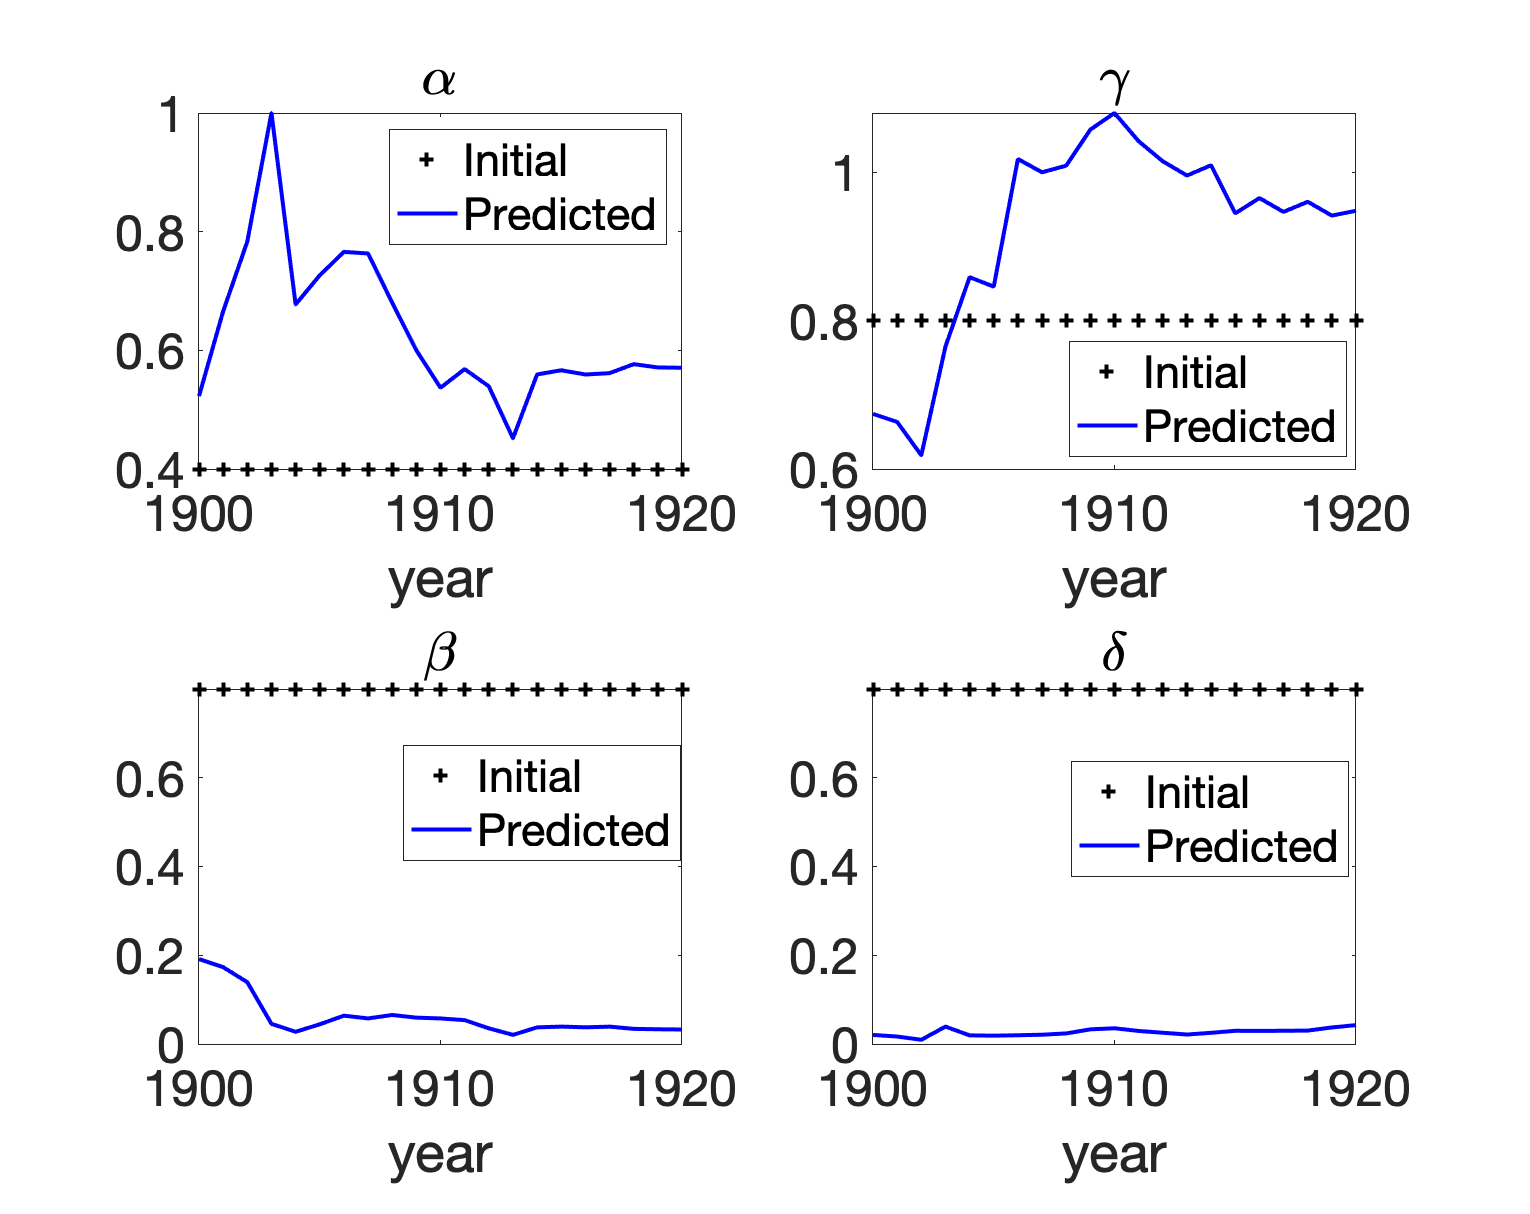 α
1
0.8
0.6
0.4
1900 1910 1920
year
Initial
Predicted
γ
1
0.8
0.6
1900 1910 1920
year
Initial
Predicted
β
0.6
0.4
0.2
0
1900 1910 1920
year
Initial
Predicted
δ
0.6
0.4
0.2
0
1900 1910 1920
year
Initial
Predicted